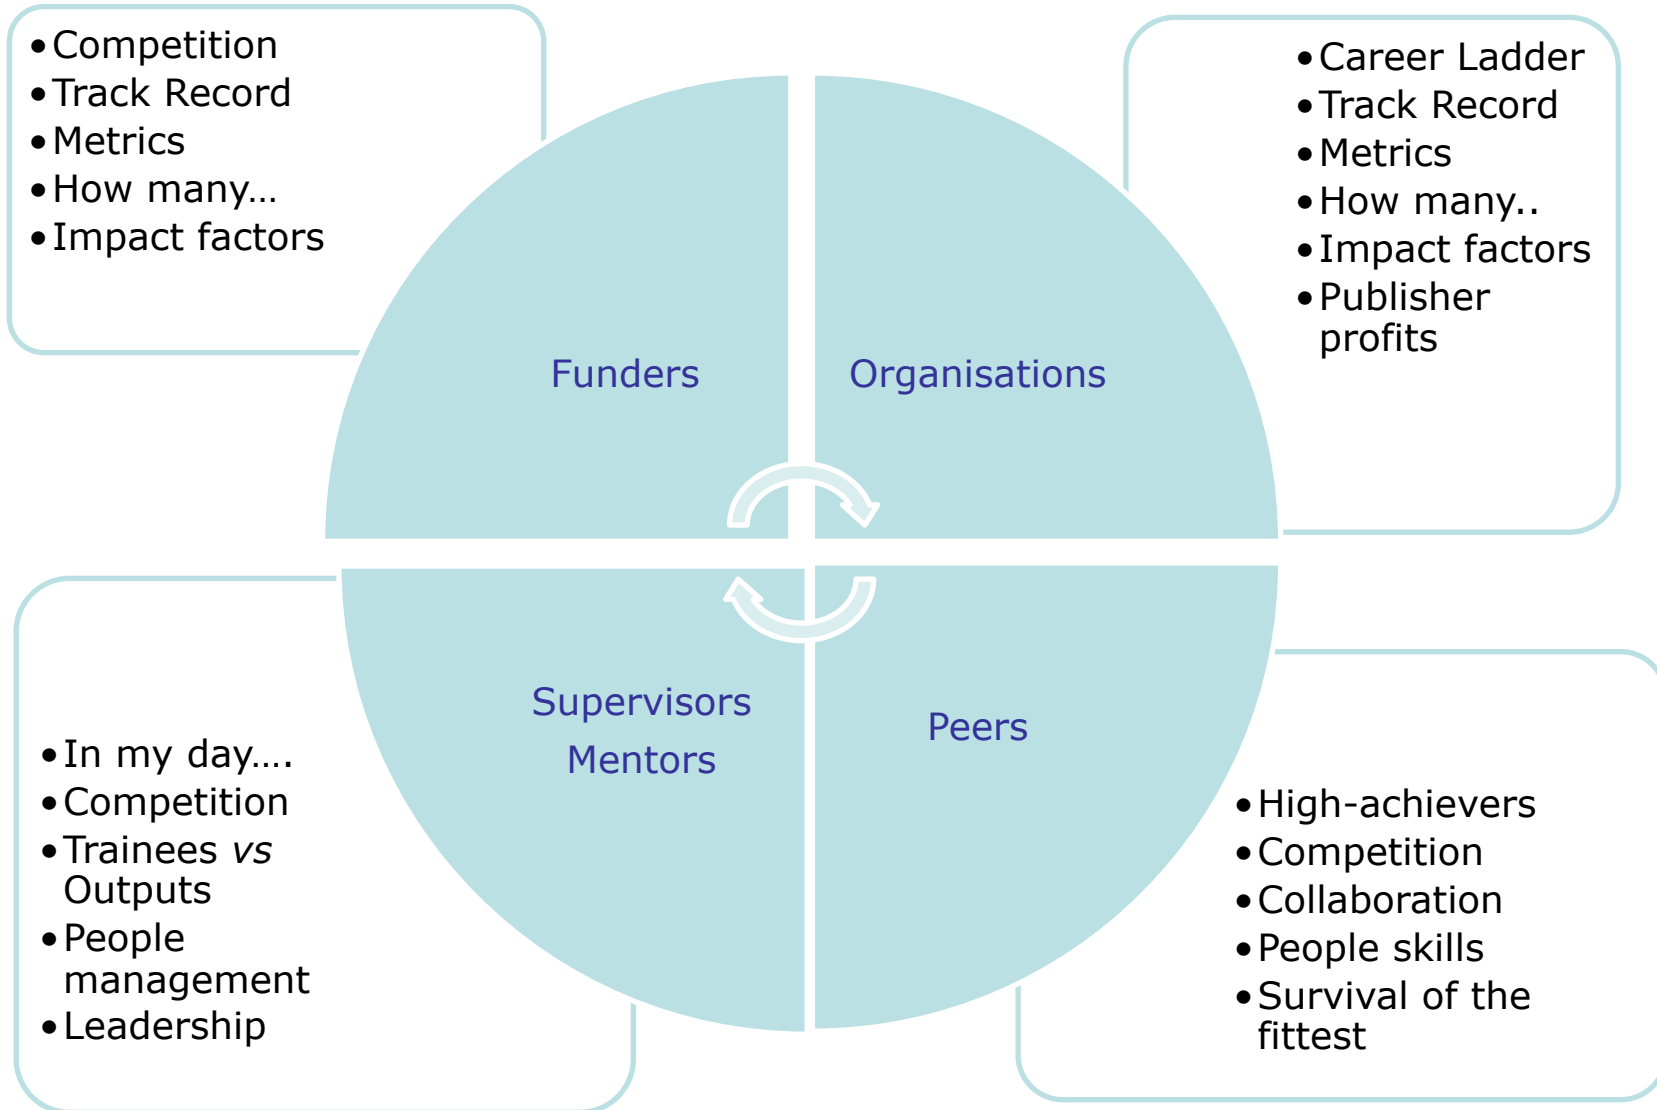 •Competition
•Track Record
•Metrics
•How many…
•Impact factors
Funders
•Career Ladder
•Track Record
•Metrics
•How many..
•Impact factors
•Publisher
profits
Organisations
Supervisors
Mentors
•In my day….
•Competition
•Trainees vs
Outputs
•People
management
•Leadership
Peers
•High-achievers
•Competition
•Collaboration
•People skills
•Survival of the
fittest